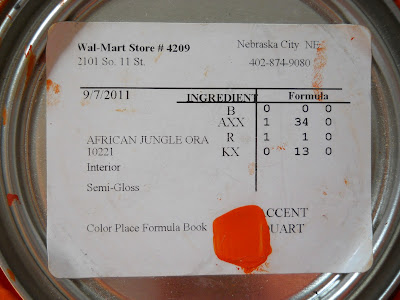 Wal-Mart Store # 4209 Nebraska City NE
2101 So. 11 St. 402-874-9080
9/7/2011 INGREDIENT Formula
B 0 0 0
AXX 1 34 0
R 1 1 0
KX 0 13 0
AFRICAN JUNGLE ORA
10221
Interior
Semi-Gloss
ACCENT
Color Place Formula Book QUART